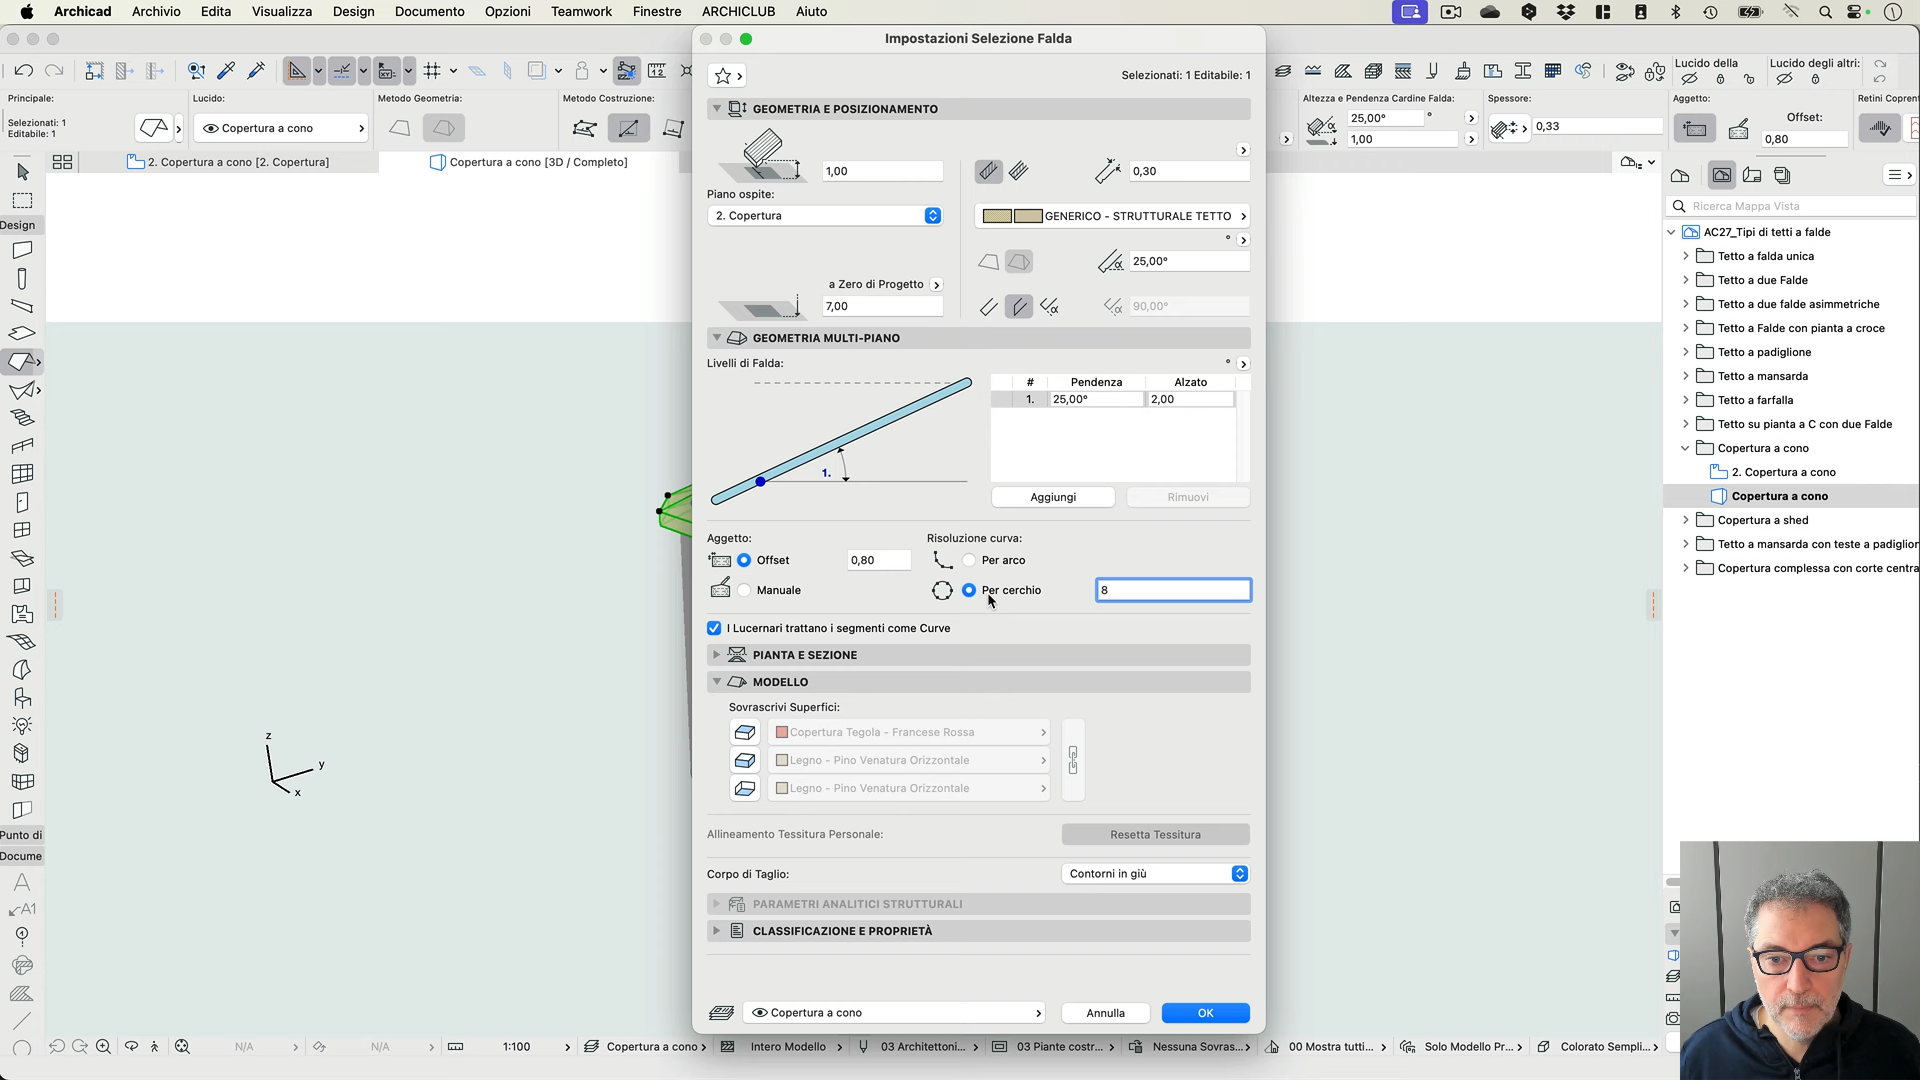 Archicad Archivio Edita Visualizza Design Documento Opzioni Teamwork Finestre ARCHICLUB Aiuto
Impostazioni Selezione Falda
Selezionati: 1 Editabile: 1
Lucido della
Lucido degli altri:
Principale:
Lucido:
Metodo Geometria:
Metodo Costruzione:
Altezza e Pendenza Cardine Falda:
Spessore:
Aggetto:
Retini Coprent
Selezionati: 1
Editabile: 1
Copertura a cono
25,00° °
1,00
0,33
Offset:
0,80
2. Copertura a cono [2. Copertura]
Copertura a cono [3D / Completo]
GEOMETRIA E POSIZIONAMENTO
1,00
0,30
Piano ospite:
2. Copertura
GENERICO - STRUTTURALE TETTO
°
25,00°
a Zero di Progetto
7,00
90,00°
GEOMETRIA MULTI-PIANO
Livelli di Falda:
°
# Pendenza Alzato
1. 25,00° 2,00
1.
Aggiungi
Rimuovi
Aggetto:
Risoluzione curva:
Offset
0,80
Per arco
Manuale
Per cerchio
8
I Lucernari trattano i segmenti come Curve
PIANTA E SEZIONE
MODELLO
Sovrascrivi Superfici:
Copertura Tegola - Francese Rossa
Legno - Pino Venatura Orizzontale
Legno - Pino Venatura Orizzontale
Allineamento Tessitura Personale:
Resetta Tessitura
Corpo di Taglio:
Contorni in giù
PARAMETRI ANALITICI STRUTTURALI
CLASSIFICAZIONE E PROPRIETÀ
Copertura a cono
Annulla
OK
Design
Punto di
Docume
A
A1
z
y
x
Ricerca Mappa Vista
AC27_Tipi di tetti a falde
Tetto a falda unica
Tetto a due Falde
Tetto a due falde asimmetriche
Tetto a Falde con pianta a croce
Tetto a padiglione
Tetto a mansarda
Tetto a farfalla
Tetto su pianta a C con due Falde
Copertura a cono
2. Copertura a cono
Copertura a cono
Copertura a shed
Tetto a mansarda con teste a padiglior
Copertura complessa con corte centra
N/A
N/A
1:100
Copertura a cono
Intero Modello
03 Architettoni...
03 Piante costr...
Nessuna Sovras...
00 Mostra tutti...
Solo Modello Pr...
Colorato Sempli...